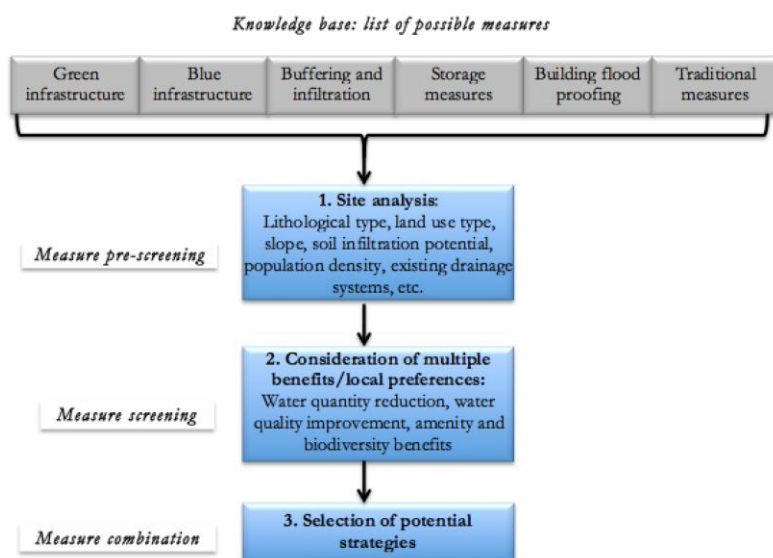 Knowledge base: list of possible measures
Green infrastructure
Blue infrastructure
Buffering and infiltration
Storage measures
Building flood proofing
Traditional measures
Measure pre-screening
1. Site analysis:
Lithological type, land use type,
slope, soil infiltration potential,
population density, existing drainage
systems, etc.
Measure screening
2. Consideration of multiple
benefits/local preferences:
Water quantity reduction, water
quality improvement, amenity and
biodiversity benefits
Measure combination
3. Selection of potential
strategies